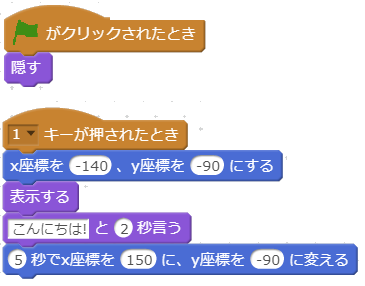 がクリックされたとき
隠す
1 キーが押されたとき
x座標を -140 、y座標を -90 にする
表示する
こんにちは! と 2 秒言う
5 秒でx座標を 150 に、y座標を -90 に変える